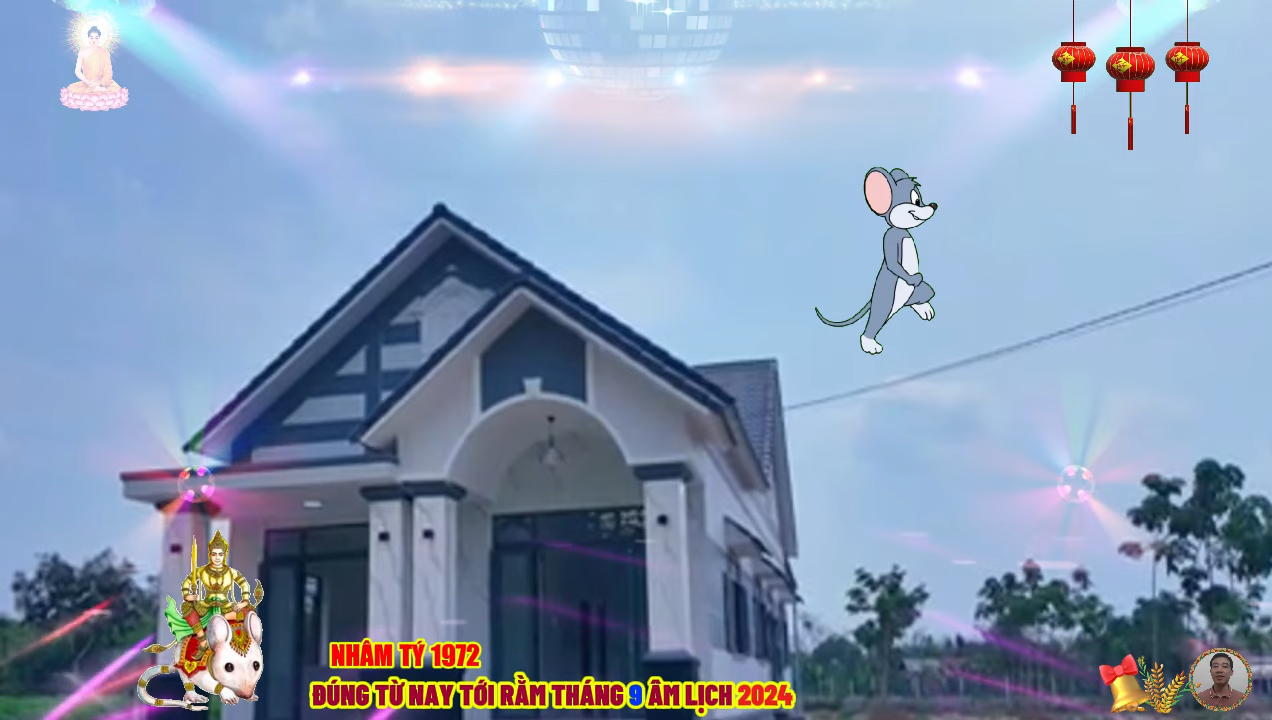 NHÂM TÝ 1972
ĐÚNG TỪ NAY TỚI RẰM THÁNG 9 ÂM LỊCH 2024